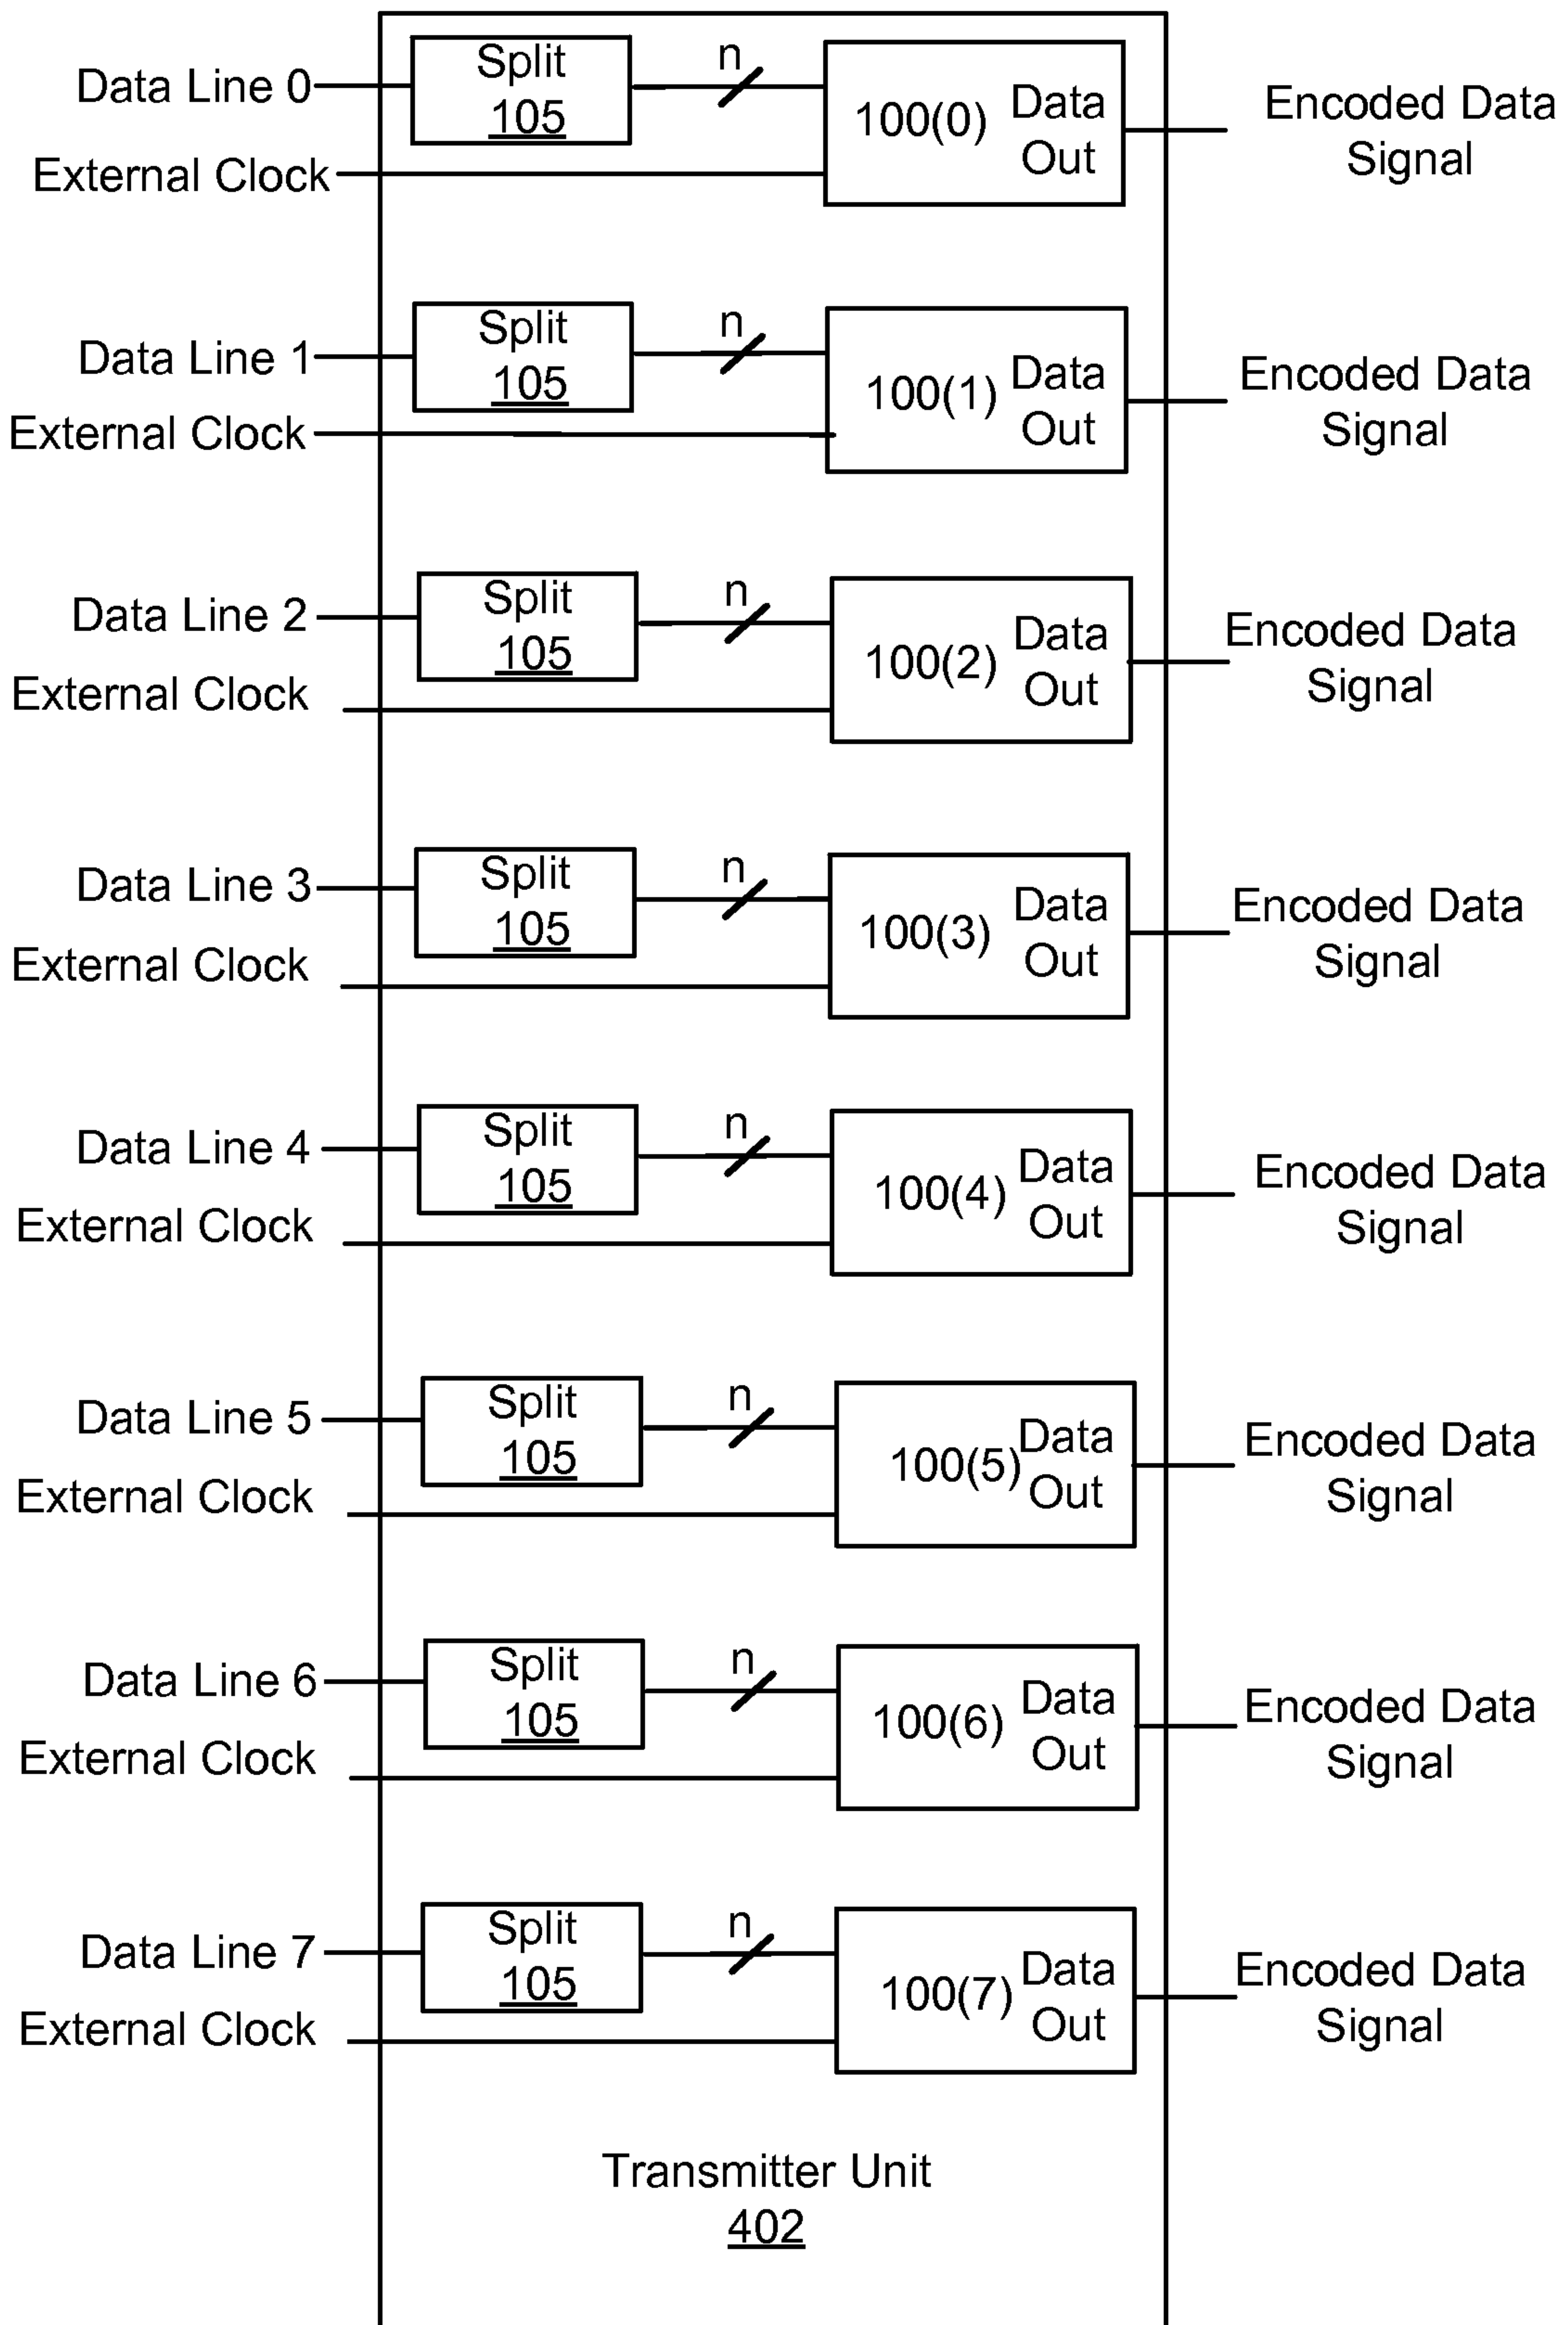 Data Line 0
Split
105
n
100(0)
Data
Out
Encoded Data
Signal
External Clock
Data Line 1
Split
105
n
100(1)
Data
Out
Encoded Data
Signal
External Clock
Data Line 2
Split
105
n
100(2)
Data
Out
Encoded Data
Signal
External Clock
Data Line 3
Split
105
n
100(3)
Data
Out
Encoded Data
Signal
External Clock
Data Line 4
Split
105
n
100(4)
Data
Out
Encoded Data
Signal
External Clock
Data Line 5
Split
105
n
100(5)
Data
Out
Encoded Data
Signal
External Clock
Data Line 6
Split
105
n
100(6)
Data
Out
Encoded Data
Signal
External Clock
Data Line 7
Split
105
n
100(7)
Data
Out
Encoded Data
Signal
External Clock
Transmitter Unit
402